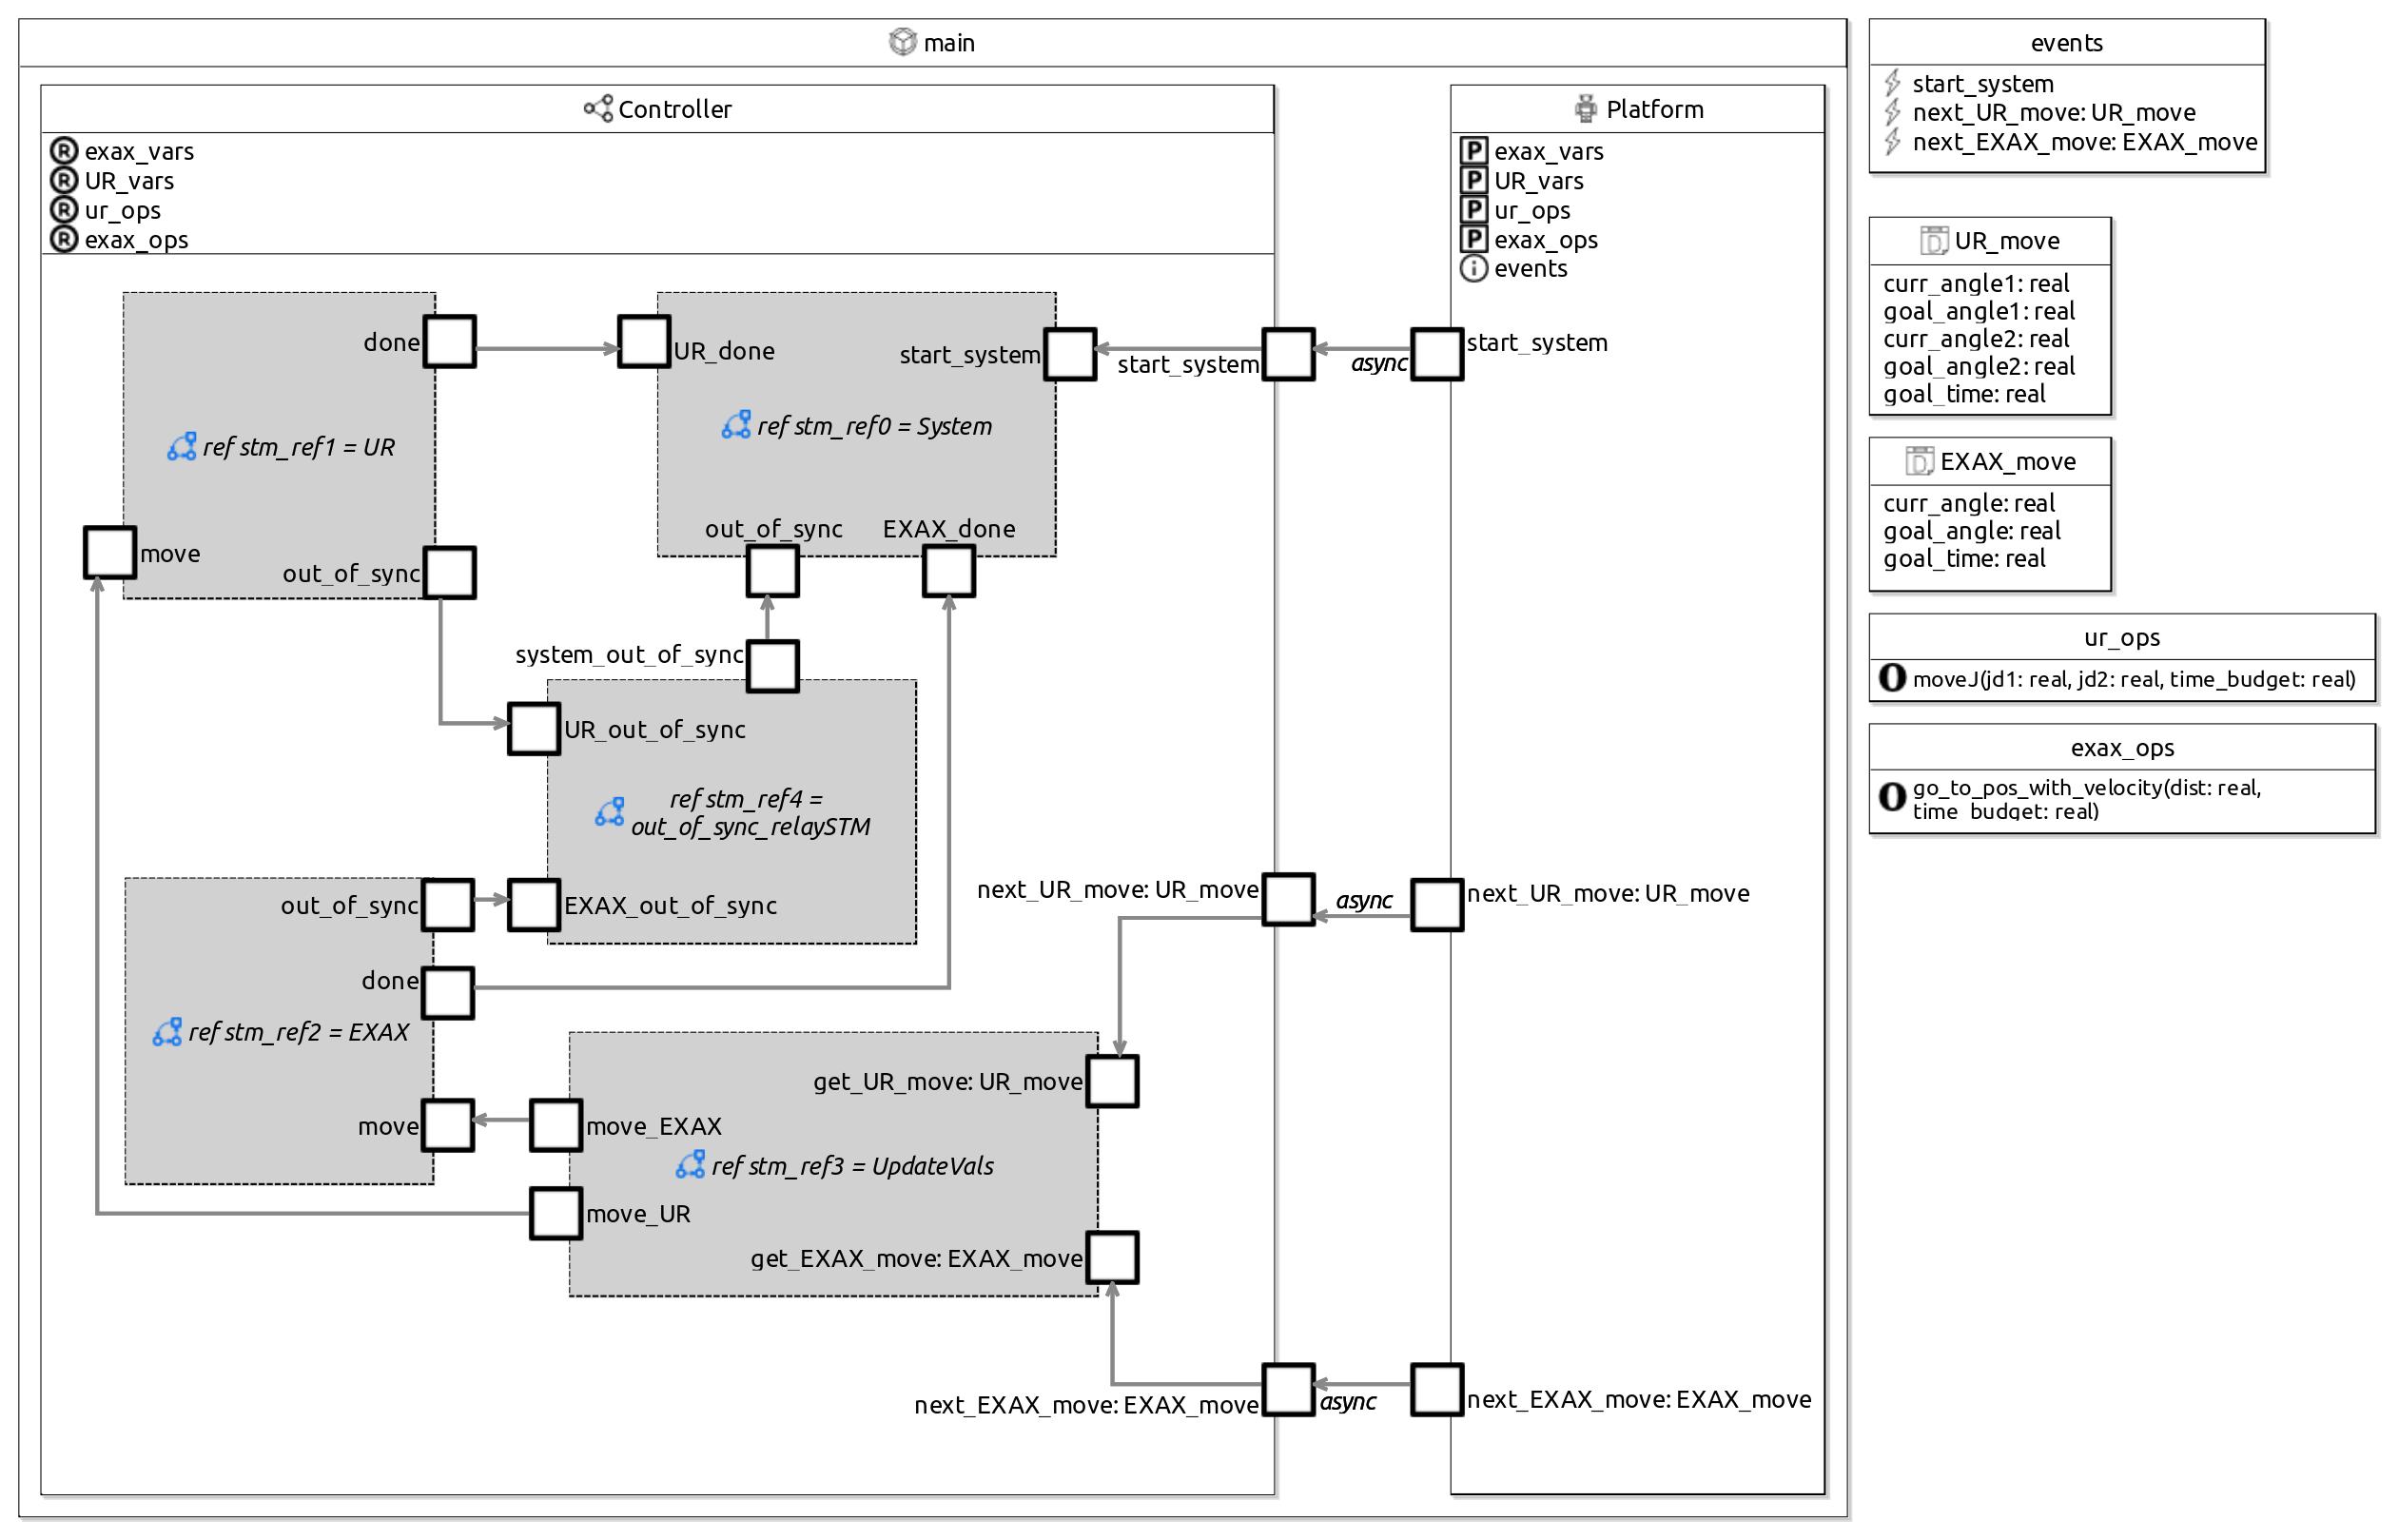 main
Controller
R exax_vars
R UR_vars
R ur_ops
R exax_ops
done
ref stm_ref1 = UR
move
out_of_sync
UR_done
start_system
ref stm_ref0 = System
out_of_sync
EXAX_done
start_system
async
system_out_of_sync
UR_out_of_sync
ref stm_ref4 =
out_of_sync_relaySTM
EXAX_out_of_sync
out_of_sync
done
ref stm_ref2 = EXAX
move
next_UR_move: UR_move
async
get_UR_move: UR_move
move_EXAX
ref stm_ref3 = UpdateVals
move_UR
get_EXAX_move: EXAX_move
next_EXAX_move: EXAX_move
async
Platform
P exax_vars
P UR_vars
P ur_ops
P exax_ops
i events
start_system
next_UR_move: UR_move
next_EXAX_move: EXAX_move
events
start_system
next_UR_move: UR_move
next_EXAX_move: EXAX_move
D UR_move
curr_angle1: real
goal_angle1: real
curr_angle2: real
goal_angle2: real
goal_time: real
D EXAX_move
curr_angle: real
goal_angle: real
goal_time: real
ur_ops
O moveJ(jd1: real, jd2: real, time_budget: real)
exax_ops
O go_to_pos_with_velocity(dist: real,
time_budget: real)